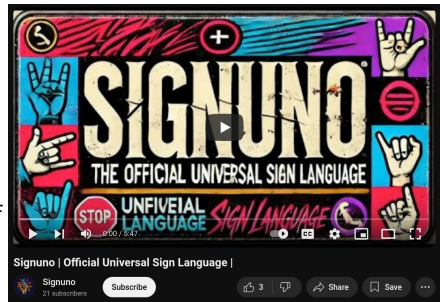 SIGNUNO®
THE OFFICIAL UNIVERSAL SIGN LANGUAGE
STOP
UNFIVEIAL
LANGUAGE
SIGN LANGUAGE
0:00 / 5:47
CC
Signuno | Official Universal Sign Language |
Signuno
21 subscribers
Subscribe
3
Share
Save